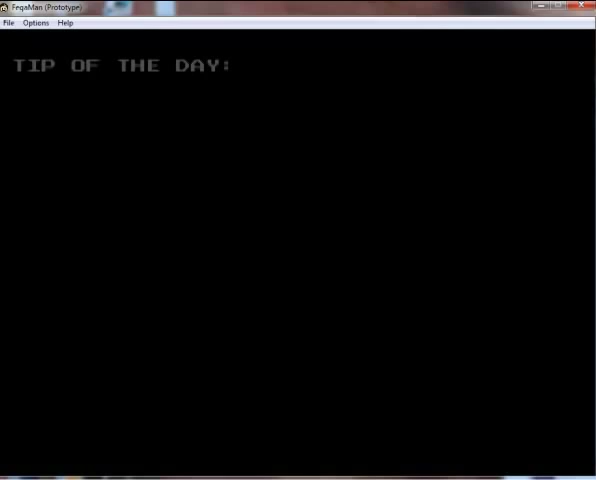 FeqaMan (Prototype)
File Options Help
TIP OF THE DAY: